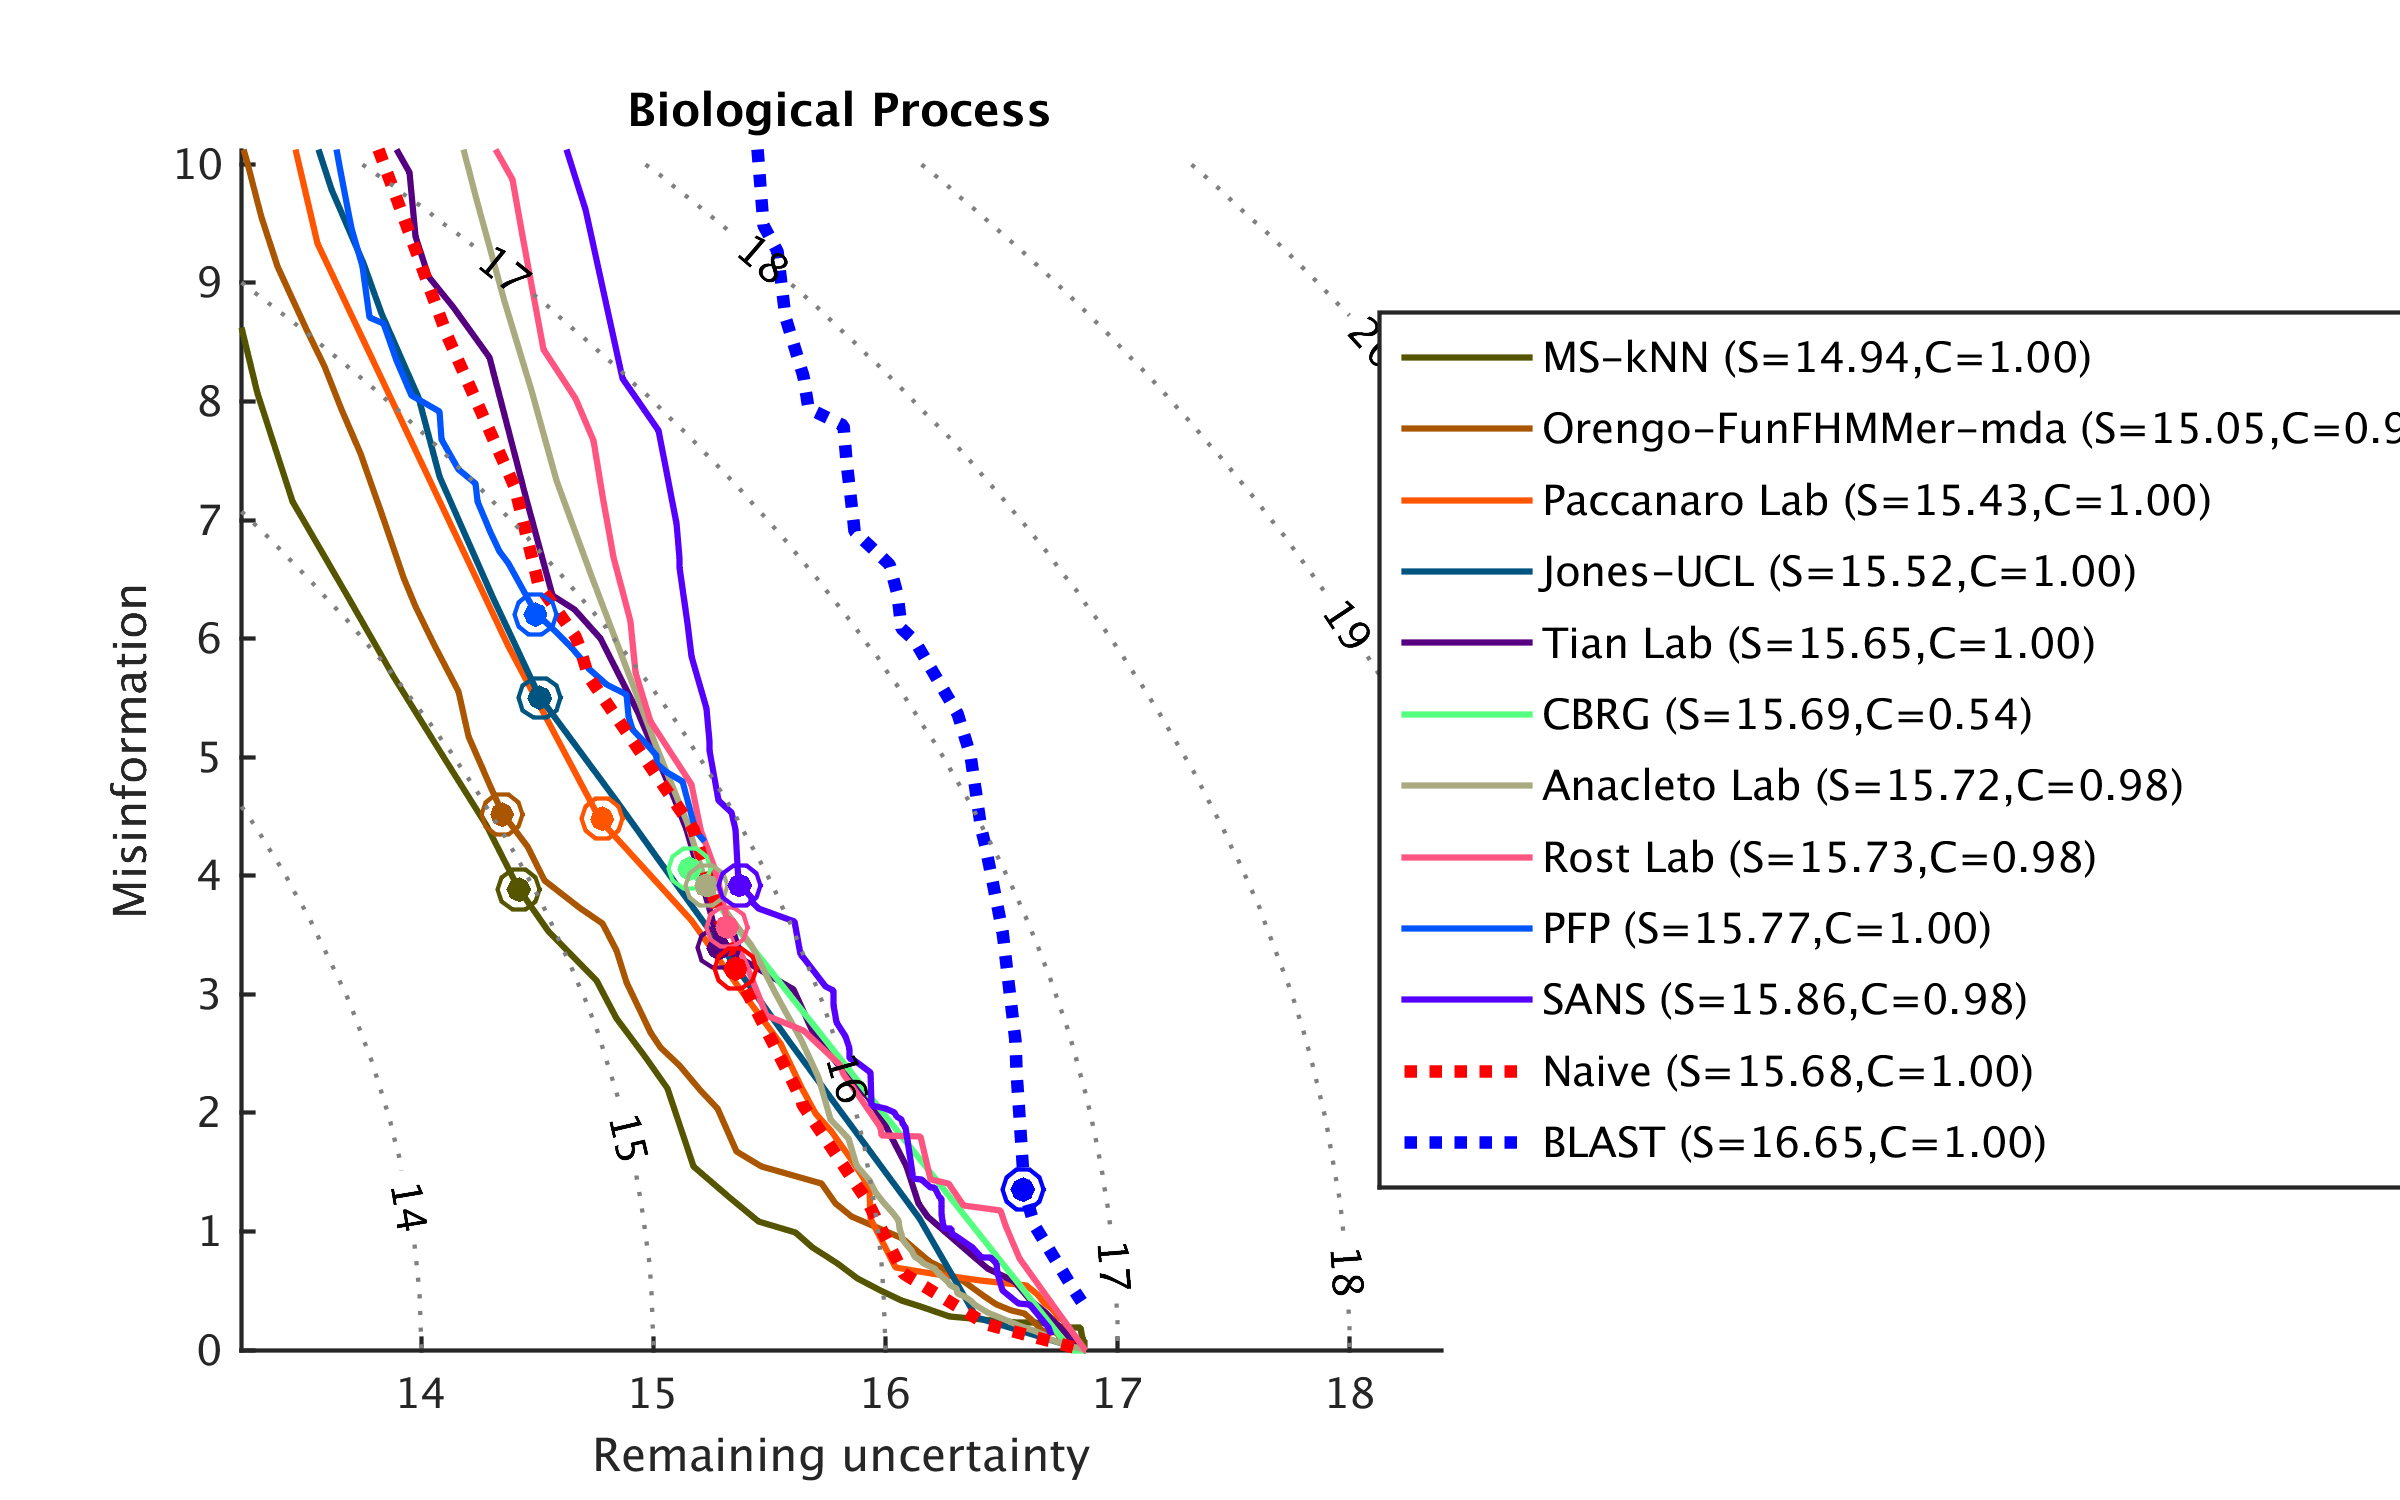 Biological Process
10
9
8
7
6
5
4
3
2
1
0
Misinformation
14
15
16
17
18
Remaining uncertainty
17
18
19
16
15
14
17
18
MS-kNN (S=14.94,C=1.00)
Orengo-FunFHMMer-mda (S=15.05,C=0.9
Paccanaro Lab (S=15.43,C=1.00)
Jones-UCL (S=15.52,C=1.00)
Tian Lab (S=15.65,C=1.00)
CBRG (S=15.69,C=0.54)
Anacleto Lab (S=15.72,C=0.98)
Rost Lab (S=15.73,C=0.98)
PFP (S=15.77,C=1.00)
SANS (S=15.86,C=0.98)
Naive (S=15.68,C=1.00)
BLAST (S=16.65,C=1.00)